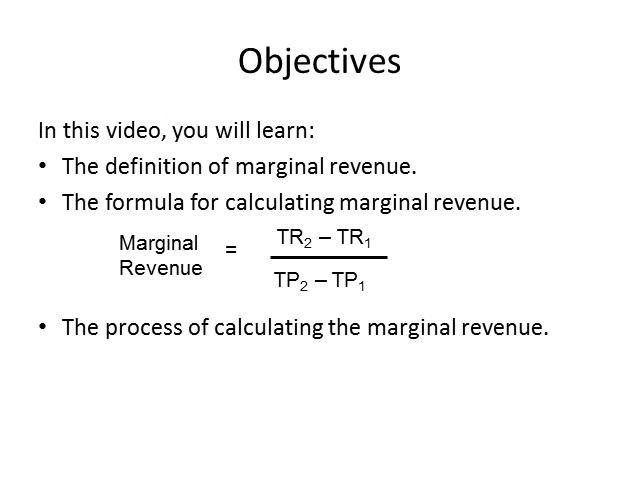 Objectives
In this video, you will learn:
• The definition of marginal revenue.
• The formula for calculating marginal revenue.
Marginal Revenue = TR₂ – TR₁
TP₂ – TP₁
• The process of calculating the marginal revenue.